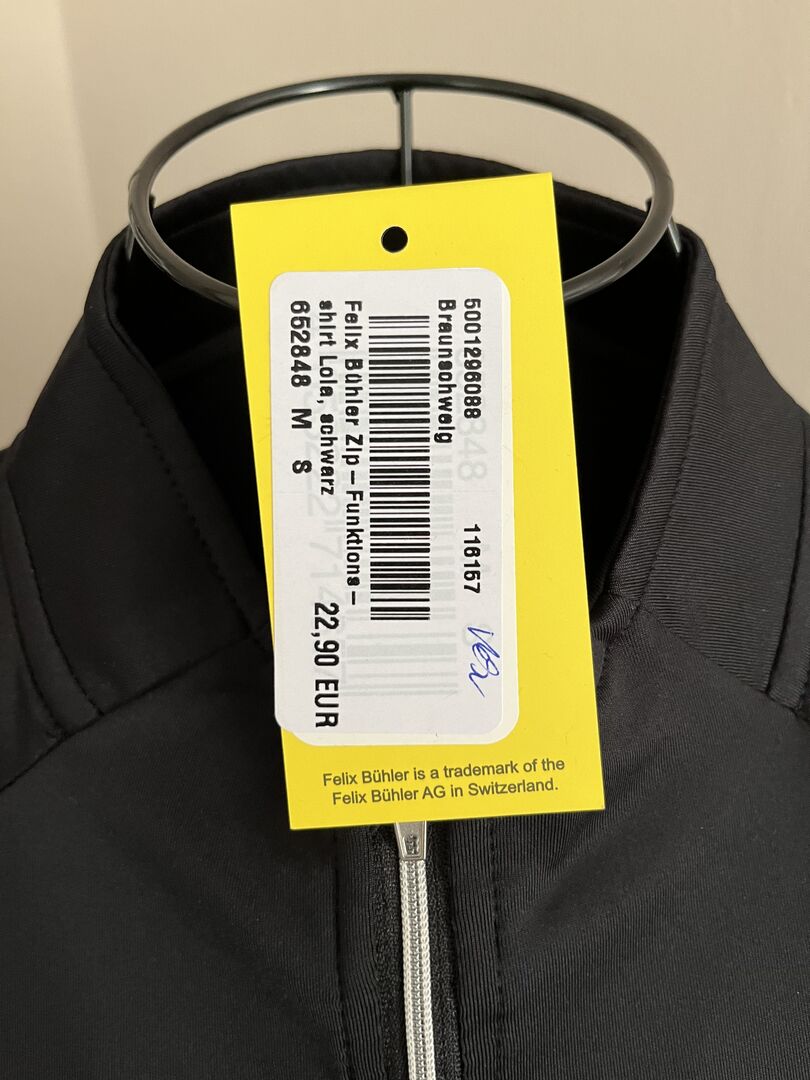 5001296088 116157
Braunschweig
Felix Bühler Zip–Funktions–
shirt Lola, schwarz
22,90 EUR
652848 M S
Felix Bühler is a trademark of the
Felix Bühler AG in Switzerland.